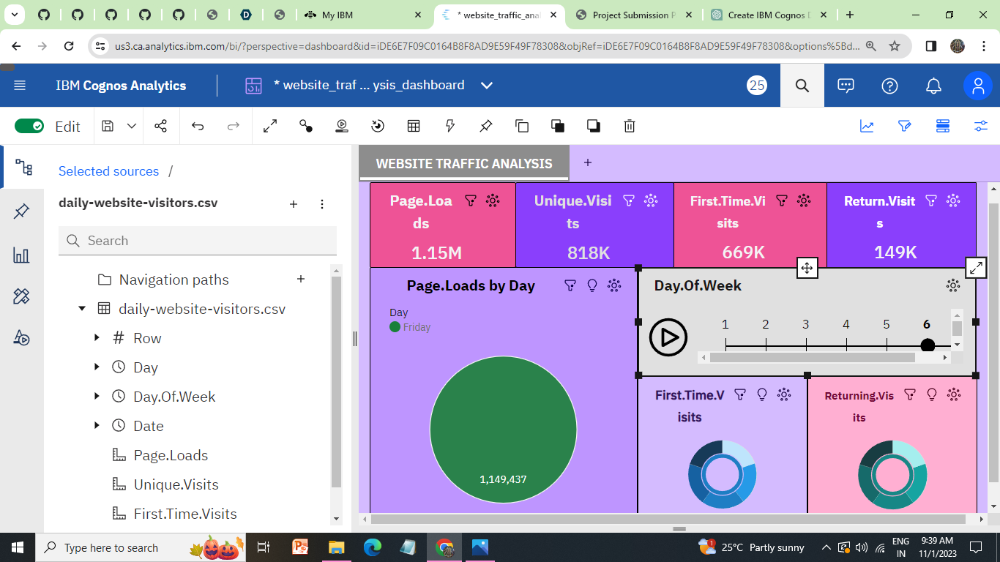 My IBM
* website_traffic_anal
Project Submission P
Create IBM Cognos D
us3.ca.analytics.ibm.com/bi/?perspective=dashboard&id=iDE6E7F09C0164B8F8AD9E59F49F78308&objRef=iDE6E7F09C0164B8F8AD9E59F49F78308&options%5Bd...
IBM Cognos Analytics
* website_traf ... ysis_dashboard
25
Edit
Selected sources /
WEBSITE TRAFFIC ANALYSIS
daily-website-visitors.csv
Search
Navigation paths
daily-website-visitors.csv
Row
Day
Day.Of.Week
Date
Page.Loads
Unique.Visits
First.Time.Visits
Page.Loa
ds
1.15M
Unique.Visi
ts
818K
First.Time.Vi
sits
669K
Return.Visit
s
149K
Page.Loads by Day
Day
Friday
1,149,437
Day.Of.Week
1 2 3 4 5 6
First.Time.V
isits
Returning.Vis
its
Type here to search
25°C Partly sunny
ENG
IN
9:39 AM
11/1/2023